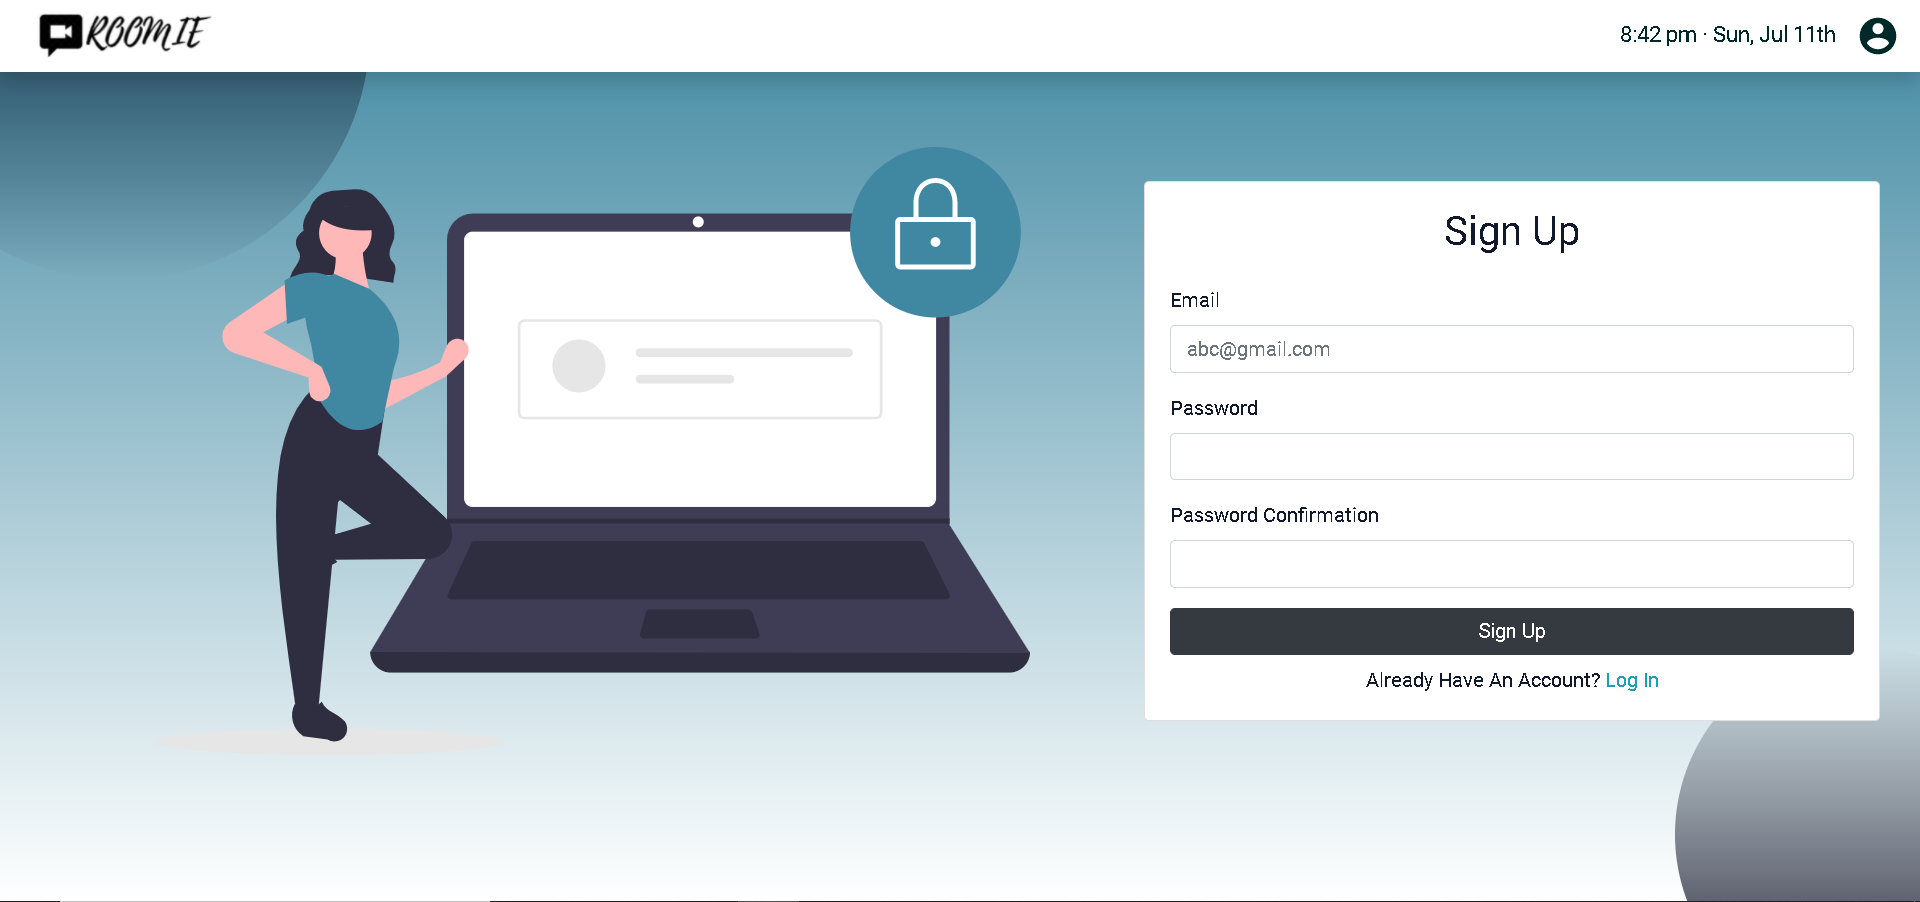 ROOMIE
8:42 pm · Sun, Jul 11th
Sign Up
Email
abc@gmail.com
Password
Password Confirmation
Sign Up
Already Have An Account? Log In